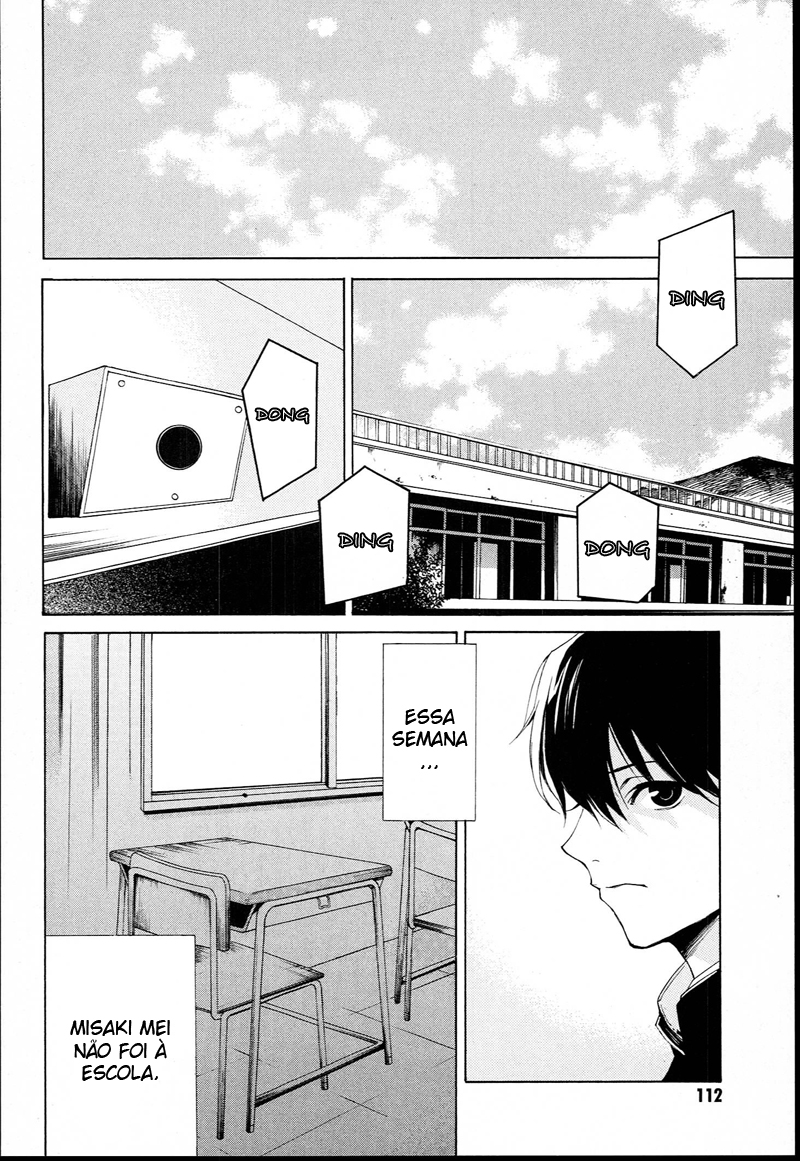 DING
DONG
DING
DONG
ESSA
SEMANA
...
MISAKI MEI
NÃO FOI À
ESCOLA.
112